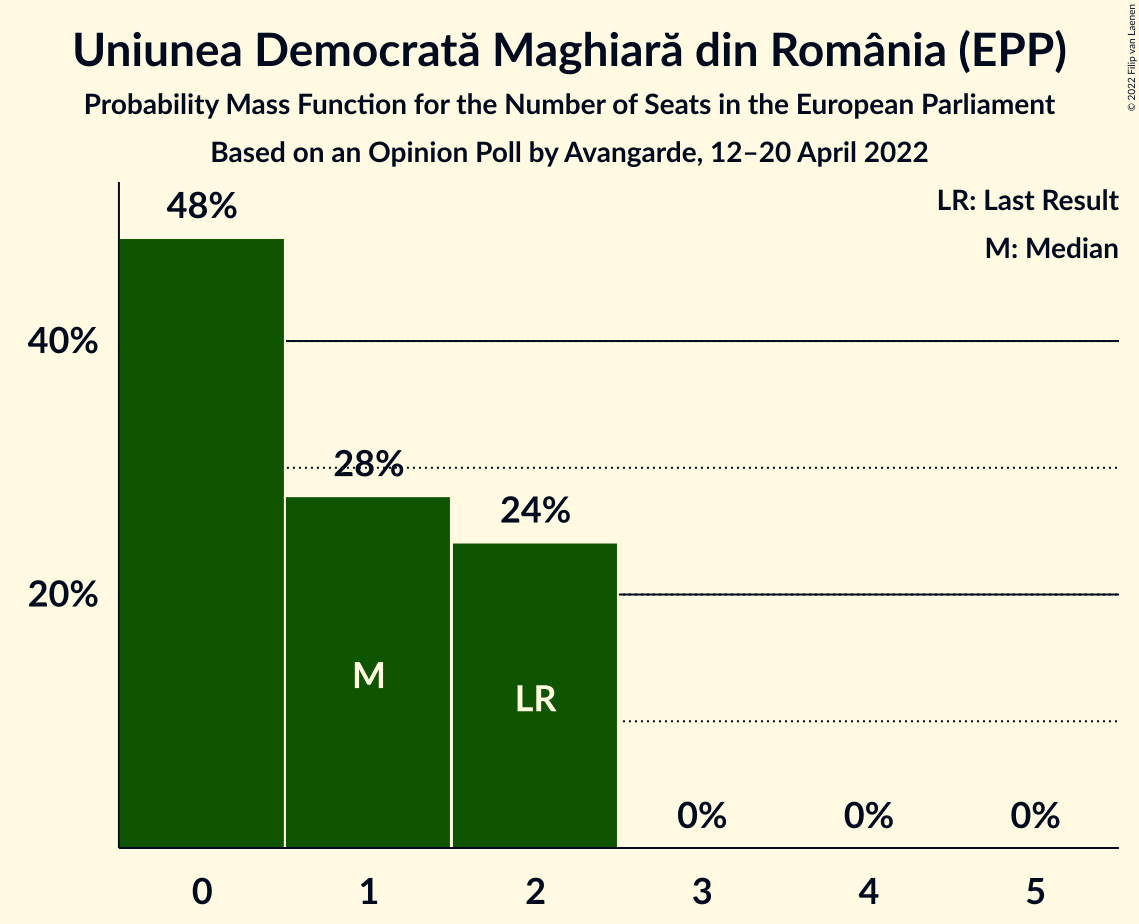 Uniunea Democrată Maghiară din România (EPP)
Probability Mass Function for the Number of Seats in the European Parliament
Based on an Opinion Poll by Avangarde, 12–20 April 2022
© 2022 Filip van Laenen
LR: Last Result
M: Median
48%
40%
28%
24%
20%
M
LR
0%
0%
0%
0
1
2
3
4
5